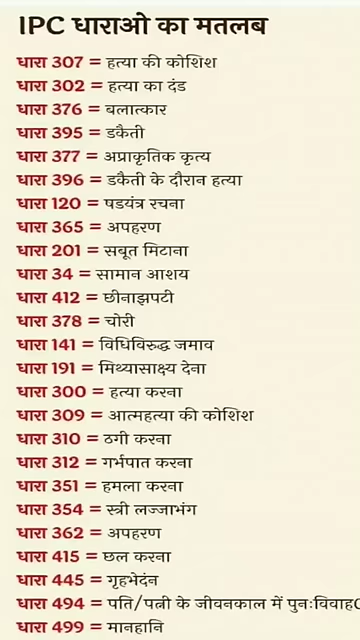 IPC धाराओ का मतलब
धारा 307 = हत्या की कोशिश
धारा 302 = हत्या का दंड
धारा 376 = बलात्कार
धारा 395 = डकैती
धारा 377 = अप्राकृतिक कृत्य
धारा 396 = डकैती के दौरान हत्या
धारा 120 = षडयंत्र रचना
धारा 365 = अपहरण
धारा 201 = सबूत मिटाना
धारा 34 = सामान आशय
धारा 412 = छीनाझपटी
धारा 378 = चोरी
धारा 141 = विधिविरुद्ध जमाव
धारा 191 = मिथ्यासाक्ष्य देना
धारा 300 = हत्या करना
धारा 309 = आत्महत्या की कोशिश
धारा 310 = ठगी करना
धारा 312 = गर्भपात करना
धारा 351 = हमला करना
धारा 354 = स्त्री लज्जाभंग
धारा 362 = अपहरण
धारा 415 = छल करना
धारा 445 = गृहभेदंन
धारा 494 = पति/पत्नी के जीवनकाल में पुनःविवाह0
धारा 499 = मानहानि